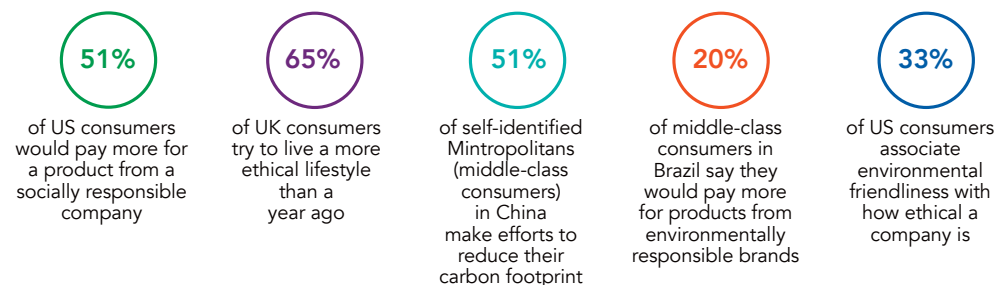 51%
of US consumers
would pay more for
a product from a
socially responsible
company
65%
of UK consumers
try to live a more
ethical lifestyle
than a
year ago
51%
of self-identified
Mintropolitans
(middle-class
consumers)
in China
make efforts to
reduce their
carbon footprint
20%
of middle-class
consumers in
Brazil say they
would pay more
for products from
environmentally
responsible brands
33%
of US consumers
associate
environmental
friendliness with
how ethical a
company is